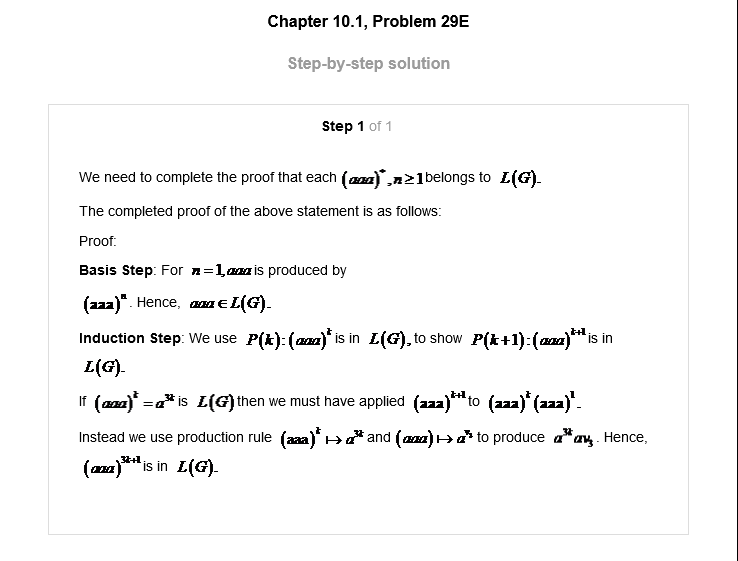 Chapter 10.1, Problem 29E
Step-by-step solution
Step 1 of 1
We need to complete the proof that each (aaa)^*, n≥1 belongs to L(G).
The completed proof of the above statement is as follows:
Proof:
Basis Step: For n=1, aaa is produced by
(aaa)^n. Hence, aaa ∈ L(G).
Induction Step: We use P(k):(aaa)^k is in L(G), to show P(k+1):(aaa)^{k+1} is in
L(G).
If (aaa)^k = a^{3k} is L(G) then we must have applied (aaa)^{k+1} to (aaa)^k (aaa)^1.
Instead we use production rule (aaa)^k ↦ a^{3k} and (aaa) ↦ to produce a^{3k} av_3. Hence,
(aaa)^{3k+1} is in L(G).